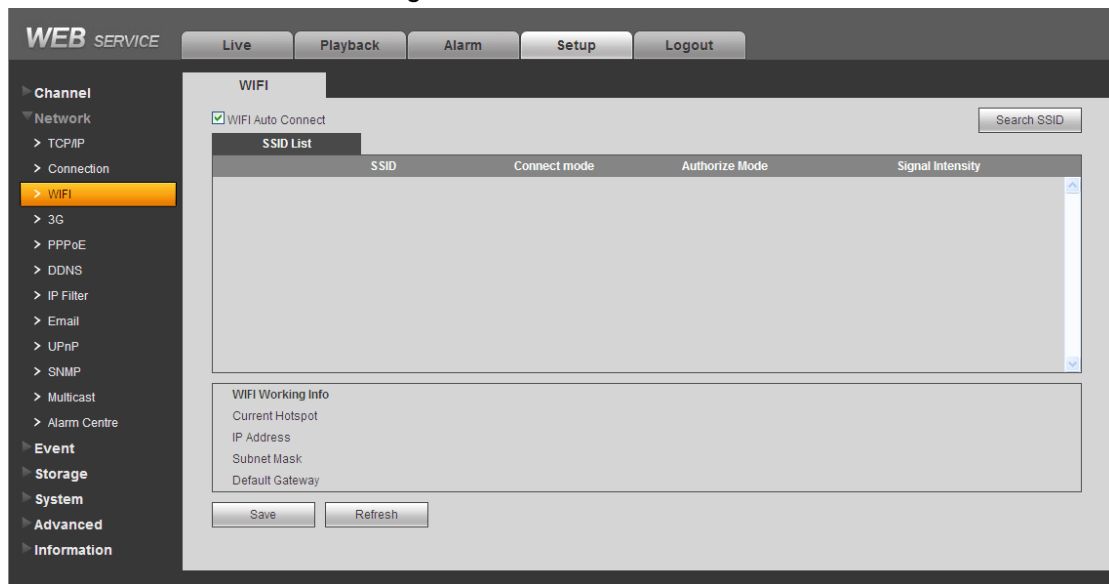 WEB SERVICE
Live Playback Alarm Setup Logout
Channel
Network
> TCP/IP
> Connection
> WIFI
> 3G
> PPPoE
> DDNS
> IP Filter
> Email
> UPnP
> SNMP
> Multicast
> Alarm Centre
Event
Storage
System
Advanced
Information
WIFI
WIFI Auto Connect
Search SSID
SSID List
SSID Connect mode Authorize Mode Signal Intensity
WIFI Working Info
Current Hotspot
IP Address
Subnet Mask
Default Gateway
Save Refresh